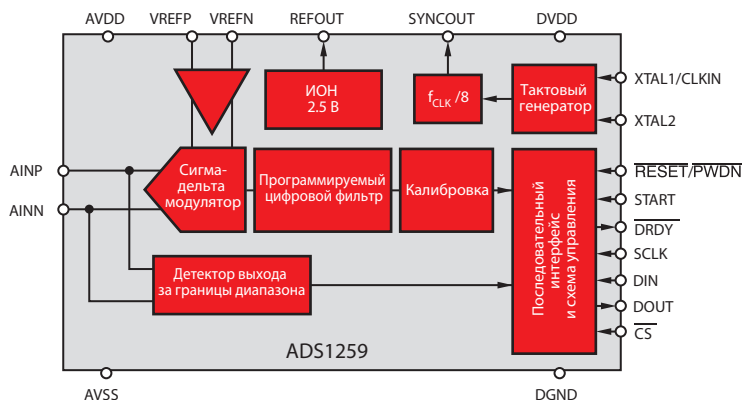 AVDD VREFP VREFN REFOUT SYNCOUT DVDD
ИОН
2.5 В
fCLK /8
Тактовый
генератор
XTAL1/CLKIN
XTAL2
AINP
AINN
Сигма-
дельта
модулятор
Программируемый
цифровой фильтр
Калибровка
Последовательный
интерфейс
и схема управления
RESET/PWDN
START
DRDY
SCLK
DIN
DOUT
CS
Детектор выхода
за границы диапазона
ADS1259
AVSS
DGND